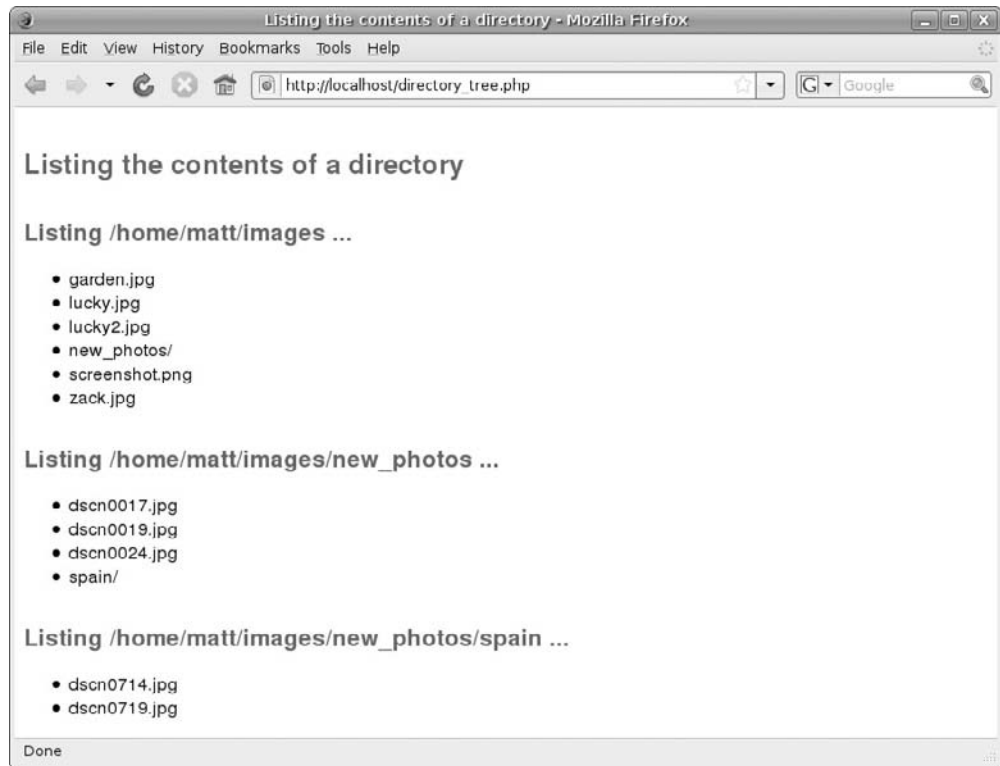 Listing the contents of a directory - Mozilla Firefox
File Edit View History Bookmarks Tools Help
http://localhost/directory_tree.php G Google
Listing the contents of a directory
Listing /home/matt/images ...
• garden.jpg
• lucky.jpg
• lucky2.jpg
• new_photos/
• screenshot.png
• zack.jpg
Listing /home/matt/images/new_photos ...
• dscn0017.jpg
• dscn0019.jpg
• dscn0024.jpg
• spain/
Listing /home/matt/images/new_photos/spain ...
• dscn0714.jpg
• dscn0719.jpg
Done